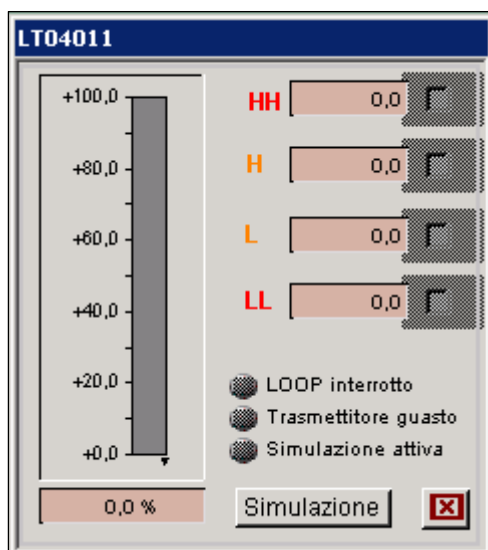 LT04011
+100,0
+80,0
+60,0
+40,0
+20,0
+0,0
0,0 %
HH 0,0
H 0,0
L 0,0
LL 0,0
LOOP interrotto
Trasmettitore guasto
Simulazione attiva
Simulazione